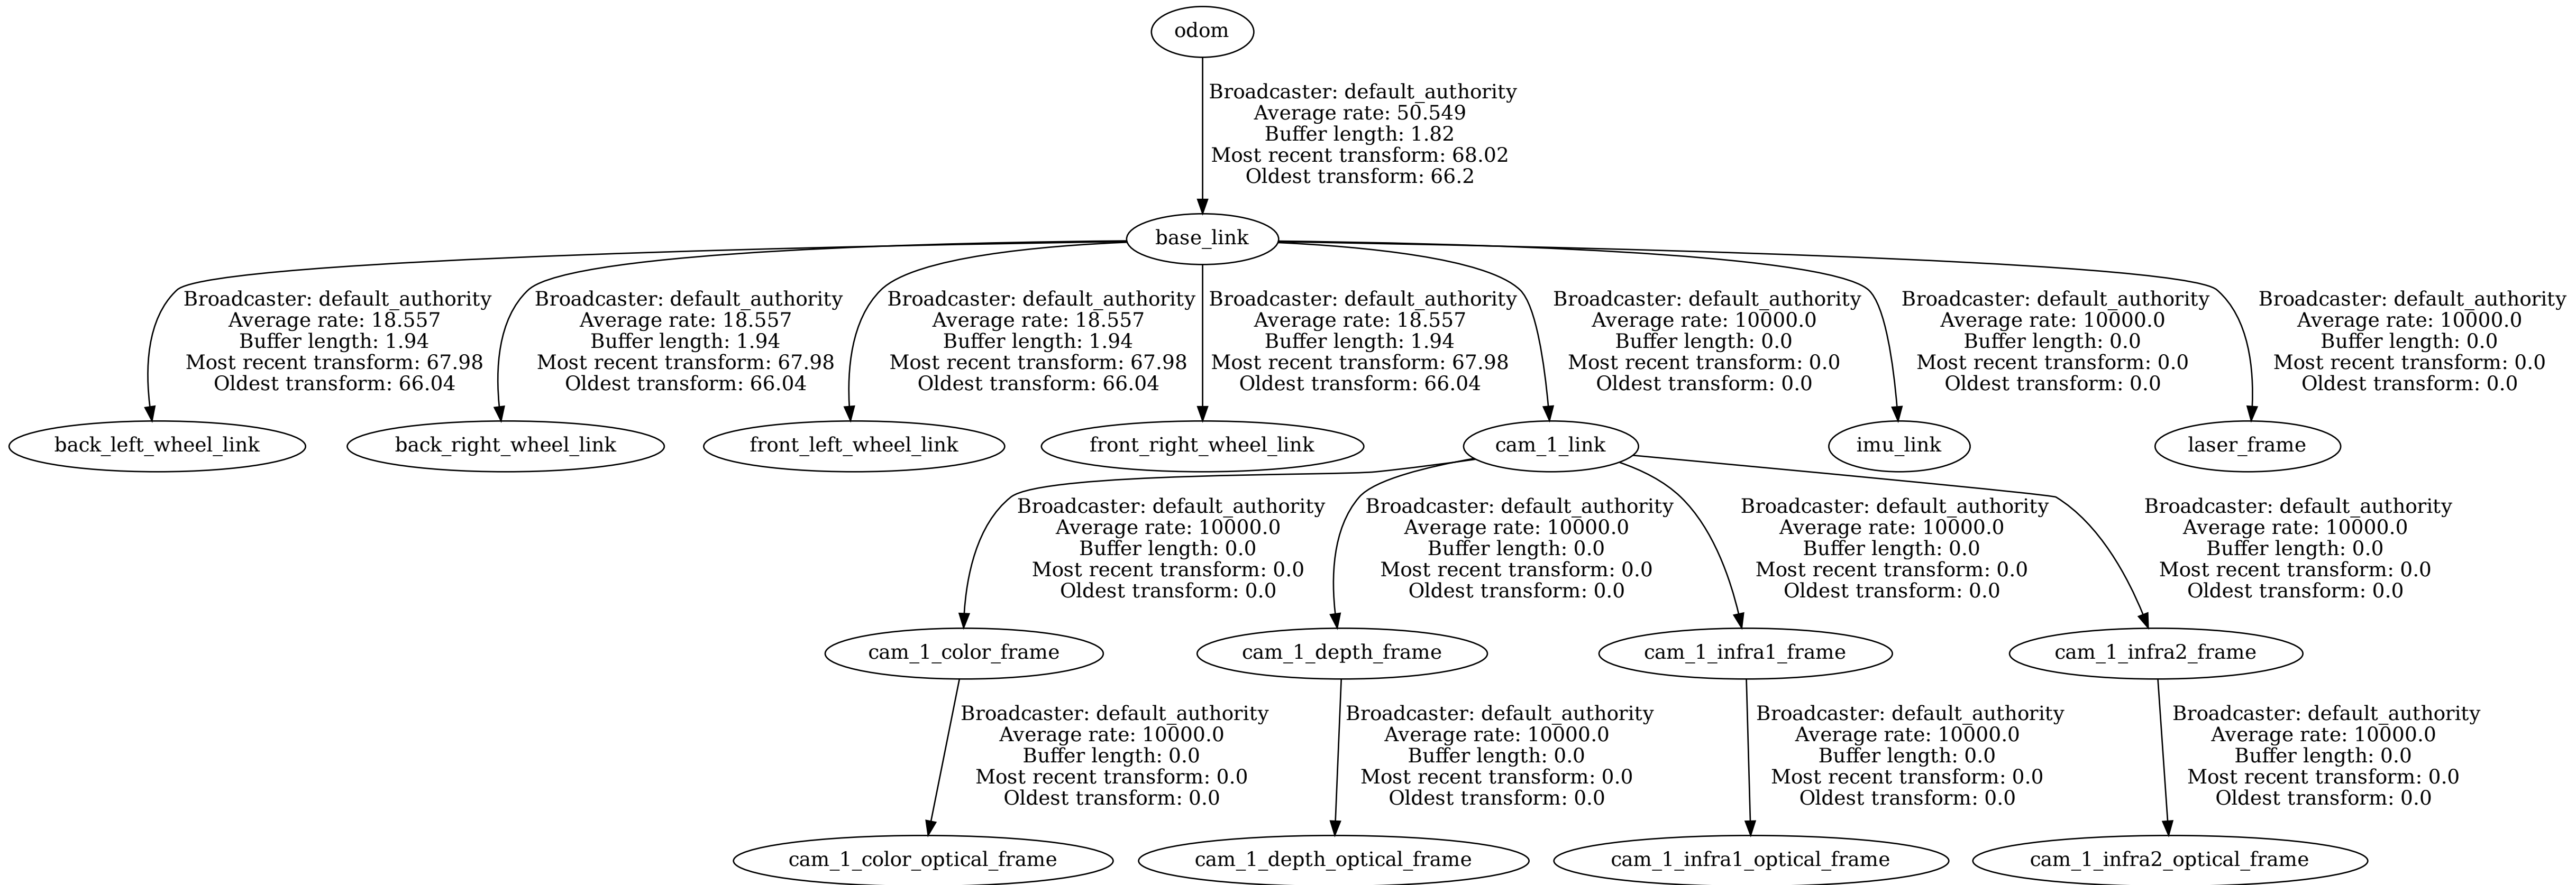 odom
Broadcaster: default_authority
Average rate: 50.549
Buffer length: 1.82
Most recent transform: 68.02
Oldest transform: 66.2
base_link
Broadcaster: default_authority
Average rate: 18.557
Buffer length: 1.94
Most recent transform: 67.98
Oldest transform: 66.04
Broadcaster: default_authority
Average rate: 18.557
Buffer length: 1.94
Most recent transform: 67.98
Oldest transform: 66.04
Broadcaster: default_authority
Average rate: 18.557
Buffer length: 1.94
Most recent transform: 67.98
Oldest transform: 66.04
Broadcaster: default_authority
Average rate: 18.557
Buffer length: 1.94
Most recent transform: 67.98
Oldest transform: 66.04
Broadcaster: default_authority
Average rate: 10000.0
Buffer length: 0.0
Most recent transform: 0.0
Oldest transform: 0.0
Broadcaster: default_authority
Average rate: 10000.0
Buffer length: 0.0
Most recent transform: 0.0
Oldest transform: 0.0
Broadcaster: default_authority
Average rate: 10000.0
Buffer length: 0.0
Most recent transform: 0.0
Oldest transform: 0.0
back_left_wheel_link
back_right_wheel_link
front_left_wheel_link
front_right_wheel_link
cam_1_link
imu_link
laser_frame
Broadcaster: default_authority
Average rate: 10000.0
Buffer length: 0.0
Most recent transform: 0.0
Oldest transform: 0.0
Broadcaster: default_authority
Average rate: 10000.0
Buffer length: 0.0
Most recent transform: 0.0
Oldest transform: 0.0
Broadcaster: default_authority
Average rate: 10000.0
Buffer length: 0.0
Most recent transform: 0.0
Oldest transform: 0.0
Broadcaster: default_authority
Average rate: 10000.0
Buffer length: 0.0
Most recent transform: 0.0
Oldest transform: 0.0
cam_1_color_frame
cam_1_depth_frame
cam_1_infra1_frame
cam_1_infra2_frame
Broadcaster: default_authority
Average rate: 10000.0
Buffer length: 0.0
Most recent transform: 0.0
Oldest transform: 0.0
Broadcaster: default_authority
Average rate: 10000.0
Buffer length: 0.0
Most recent transform: 0.0
Oldest transform: 0.0
Broadcaster: default_authority
Average rate: 10000.0
Buffer length: 0.0
Most recent transform: 0.0
Oldest transform: 0.0
Broadcaster: default_authority
Average rate: 10000.0
Buffer length: 0.0
Most recent transform: 0.0
Oldest transform: 0.0
cam_1_color_optical_frame
cam_1_depth_optical_frame
cam_1_infra1_optical_frame
cam_1_infra2_optical_frame